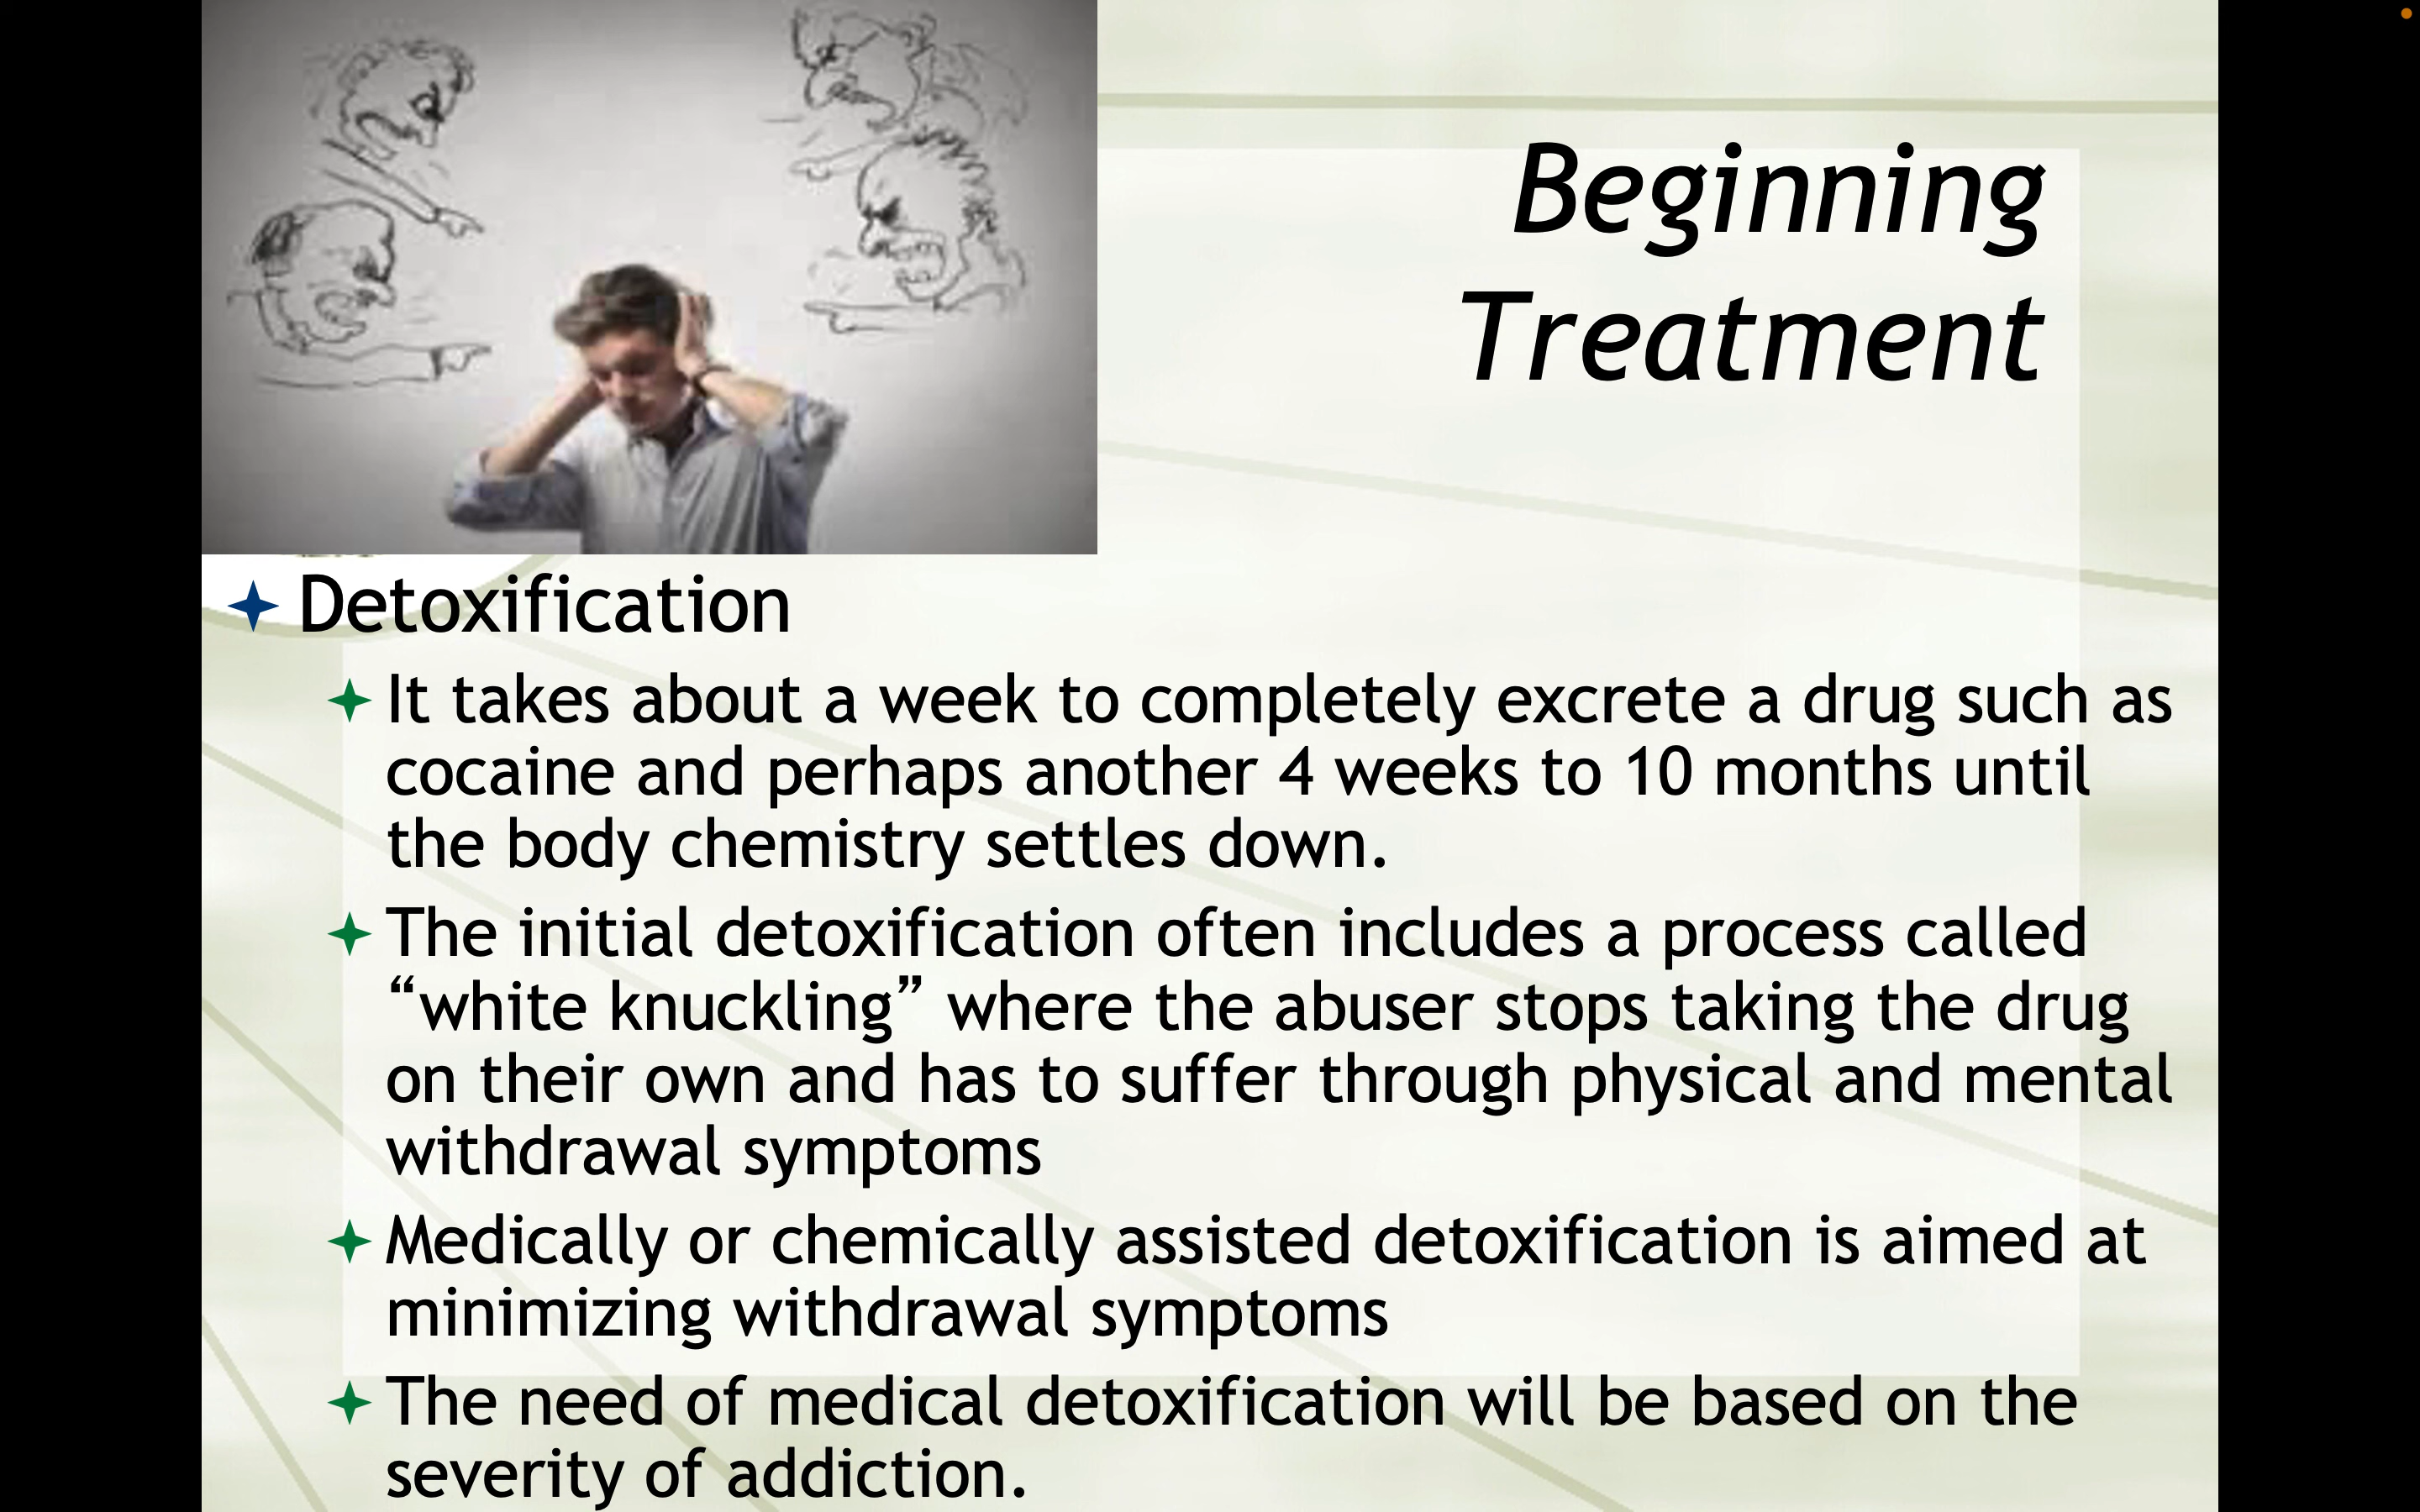 Beginning
Treatment
Detoxification
It takes about a week to completely excrete a drug such as
cocaine and perhaps another 4 weeks to 10 months until
the body chemistry settles down.
The initial detoxification often includes a process called
“white knuckling” where the abuser stops taking the drug
on their own and has to suffer through physical and mental
withdrawal symptoms
Medically or chemically assisted detoxification is aimed at
minimizing withdrawal symptoms
The need of medical detoxification will be based on the
severity of addiction.